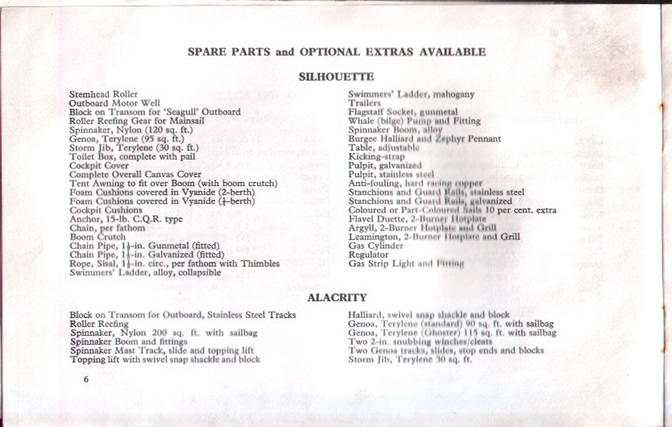 SPARE PARTS and OPTIONAL EXTRAS AVAILABLE
SILHOUETTE
Stemhead Roller
Outboard Motor Well
Block on Transom for 'Seagull' Outboard
Roller Reefing Gear for Mainsail
Spinnaker, Nylon (120 sq. ft.)
Genoa, Terylene (95 sq. ft.)
Storm Jib, Terylene (30 sq. ft.)
Toilet Box, complete with pail
Cockpit Cover
Complete Overall Canvas Cover
Tent Awning to fit over Boom (with boom crutch)
Foam Cushions covered in Vyanide (2-berth)
Foam Cushions covered in Vyanide (-berth)
Cockpit Cushions
Anchor, 15-lb. C.Q.R. type
Chain, per fathom
Boom Crutch
Chain Pipe, 1½-in. Gunmetal (fitted)
Chain Pipe, 1½-in. Galvanized (fitted)
Rope, Sisal, 1½-in. circ., per fathom with Thimbles
Swimmers' Ladder, alloy, collapsible
Swimmers' Ladder, mahogany
Trailers
Flagstaff Socket, gunmetal
Whale (bilge) Pump and Fitting
Spinnaker Boom, alloy
Burgee Halliard and Zephyr Pennant
Table, adjustable
Kicking-strap
Pulpit, galvanized
Pulpit, stainless steel
Anti-fouling, hard racing copper
Stanchions and Guard Rails, stainless steel
Stanchions and Guard Rails, galvanized
Coloured or Part-Coloured Sails 10 per cent. extra
Flavel Duette, 2-Burner Hotplate
Argyll, 2-Burner Hotplate and Grill
Leamington, 2-Burner Hotplate and Grill
Gas Cylinder
Regulator
Gas Strip Light and Fitting
ALACRITY
Block on Transom for Outboard, Stainless Steel Tracks
Roller Reefing
Spinnaker, Nylon 200 sq. ft. with sailbag
Spinnaker Boom and fittings
Spinnaker Mast Track, slide and topping lift
Topping lift with swivel snap shackle and block
Halliard, swivel snap shackle and block
Genoa, Terylene (standard) 90 sq. ft. with sailbag
Genoa, Terylene (Ghoster) 115 sq. ft. with sailbag
Two 2-in. snubbing winches/cleats
Two Genoa tracks, slides, stop ends and blocks
Storm Jib, Terylene 30 sq. ft.
6